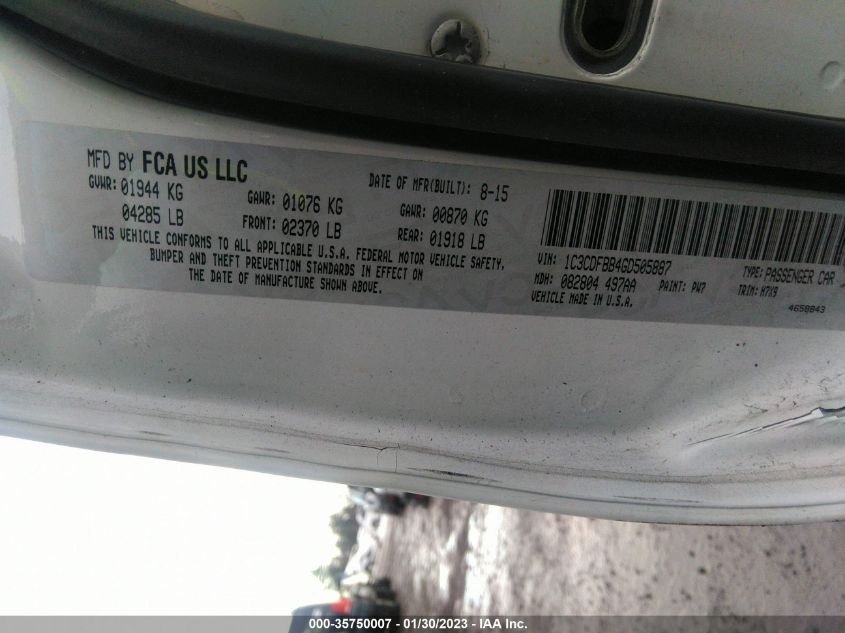 MFD BY FCA US LLC
DATE OF MFR(BUILT): 8-15
GVWR: 01944 KG
GAWR: 01076 KG
GAWR: 00870 KG
04285 LB
FRONT: 02370 LB
REAR: 01918 LB
THIS VEHICLE CONFORMS TO ALL APPLICABLE U.S.A. FEDERAL MOTOR VEHICLE SAFETY,
BUMPER AND THEFT PREVENTION STANDARDS IN EFFECT ON
THE DATE OF MANUFACTURE SHOWN ABOVE.
VIN: 1C3CDFBB4GD505887
TYPE: PASSENGER CAR
MDH: 082804 497AA
PAINT: PW7
TRIM: H7X9
VEHICLE MADE IN U.S.A.
4658843
000-35750007 - 01/30/2023 - IAA Inc.